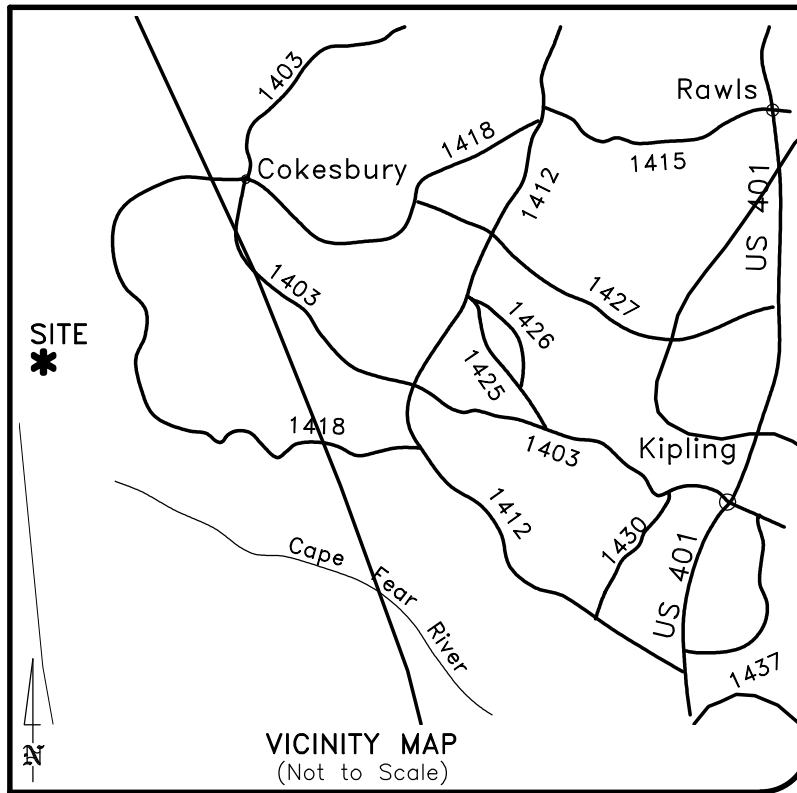 1403
Rawls
1418
1415
Cokesbury
1412
US 401
1403
1427
1426
SITE
1425
1418
1403
Kipling
1412
1430
US 401
Cape Fear River
1437
VICINITY MAP
(Not to Scale)
N